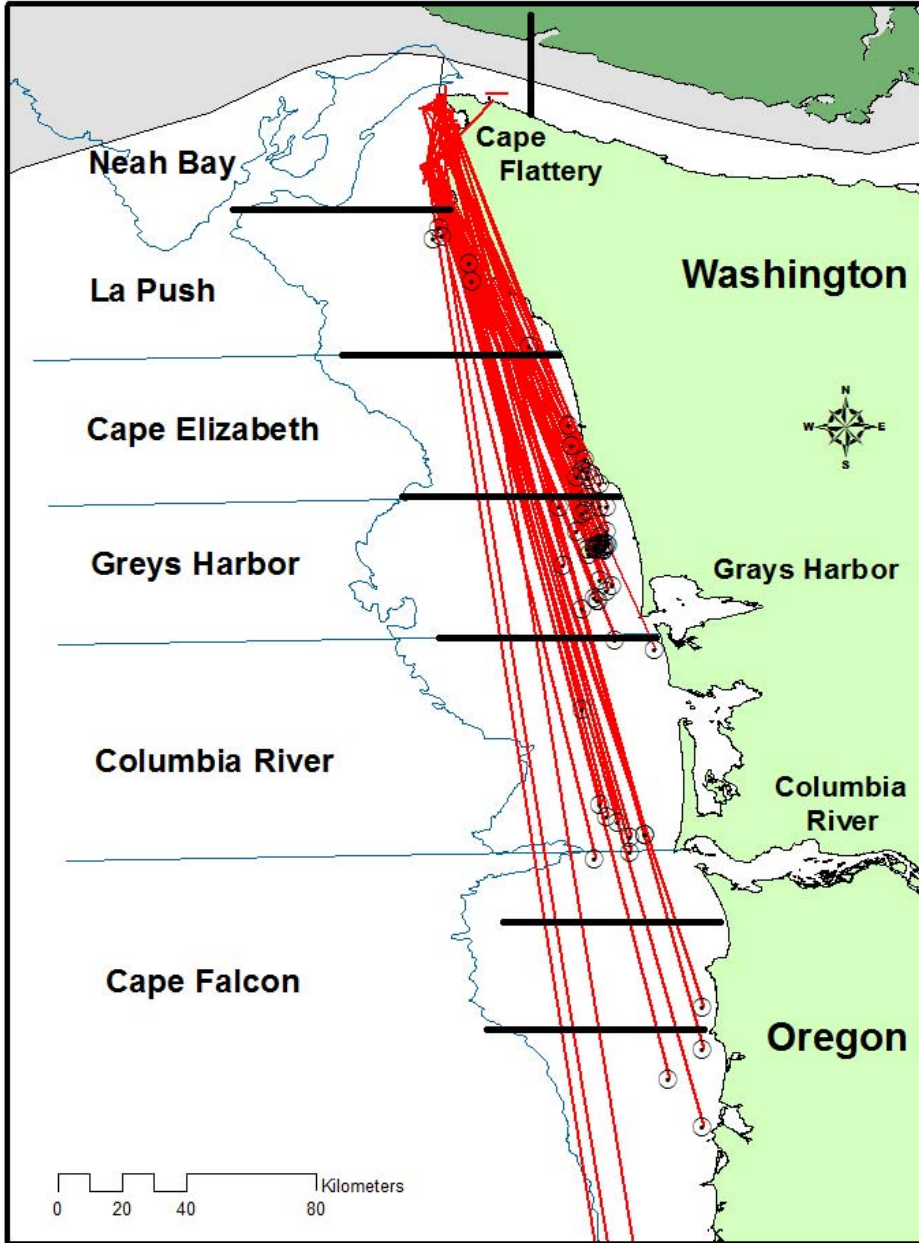 Neah Bay
Cape
Flattery
La Push
Washington
Cape Elizabeth
N
W E
S
Greys Harbor
Grays Harbor
Columbia River
Columbia
River
Cape Falcon
Oregon
Kilometers
0 20 40 80